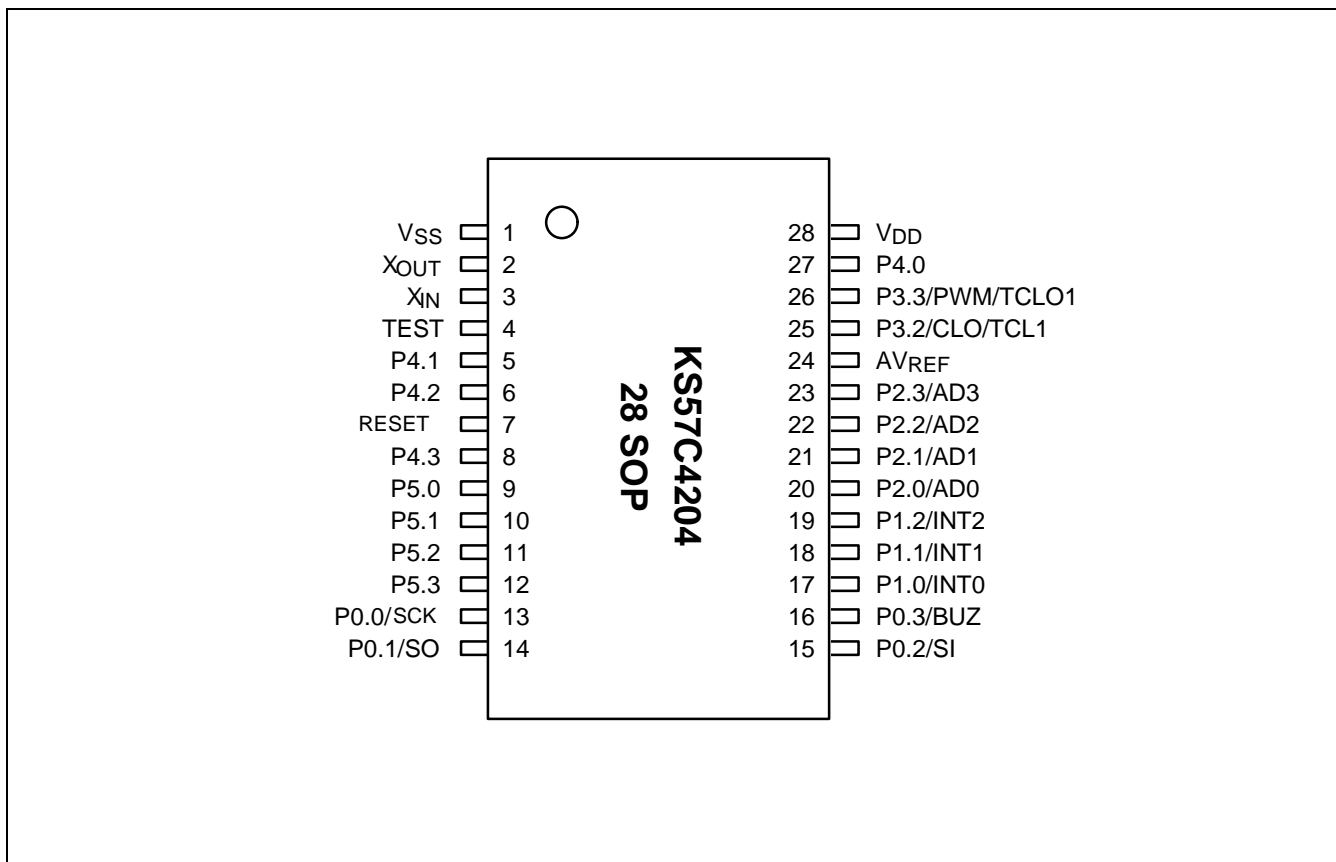 VSS 1
XOUT 2
XIN 3
TEST 4
P4.1 5
P4.2 6
RESET 7
P4.3 8
P5.0 9
P5.1 10
P5.2 11
P5.3 12
P0.0/SCK 13
P0.1/SO 14
KS57C4204
28 SOP
28 VDD
27 P4.0
26 P3.3/PWM/TCLO1
25 P3.2/CLO/TCL1
24 AVREF
23 P2.3/AD3
22 P2.2/AD2
21 P2.1/AD1
20 P2.0/AD0
19 P1.2/INT2
18 P1.1/INT1
17 P1.0/INT0
16 P0.3/BUZ
15 P0.2/SI